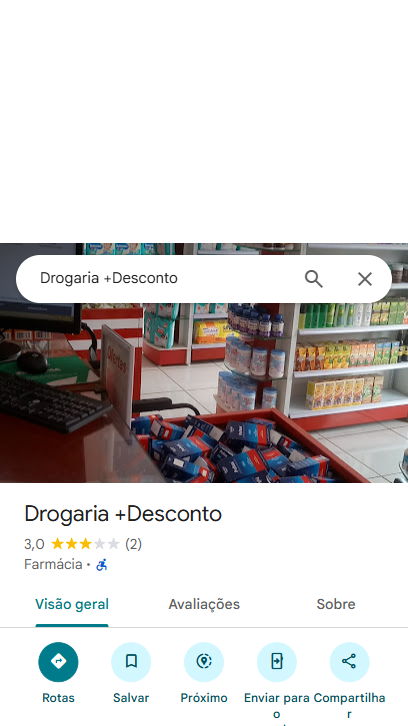 Drogaria +Desconto
Drogaria +Desconto
3,0 (2)
Farmácia ·
Visão geral
Avaliações
Sobre
Rotas
Salvar
Próximo
Enviar para o
Compartilhar